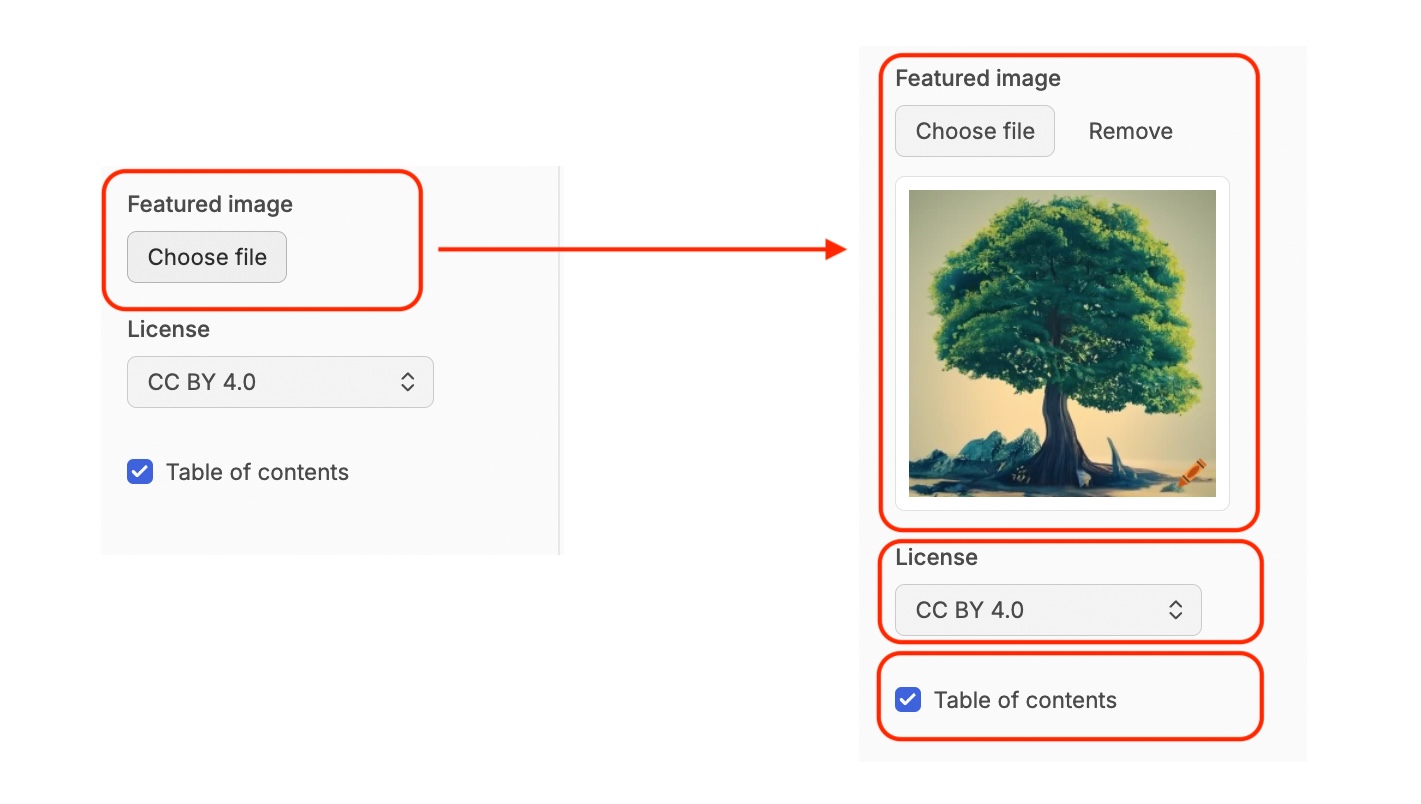 Featured image
Choose file
License
CC BY 4.0
Table of contents
Featured image
Choose file Remove
License
CC BY 4.0
Table of contents